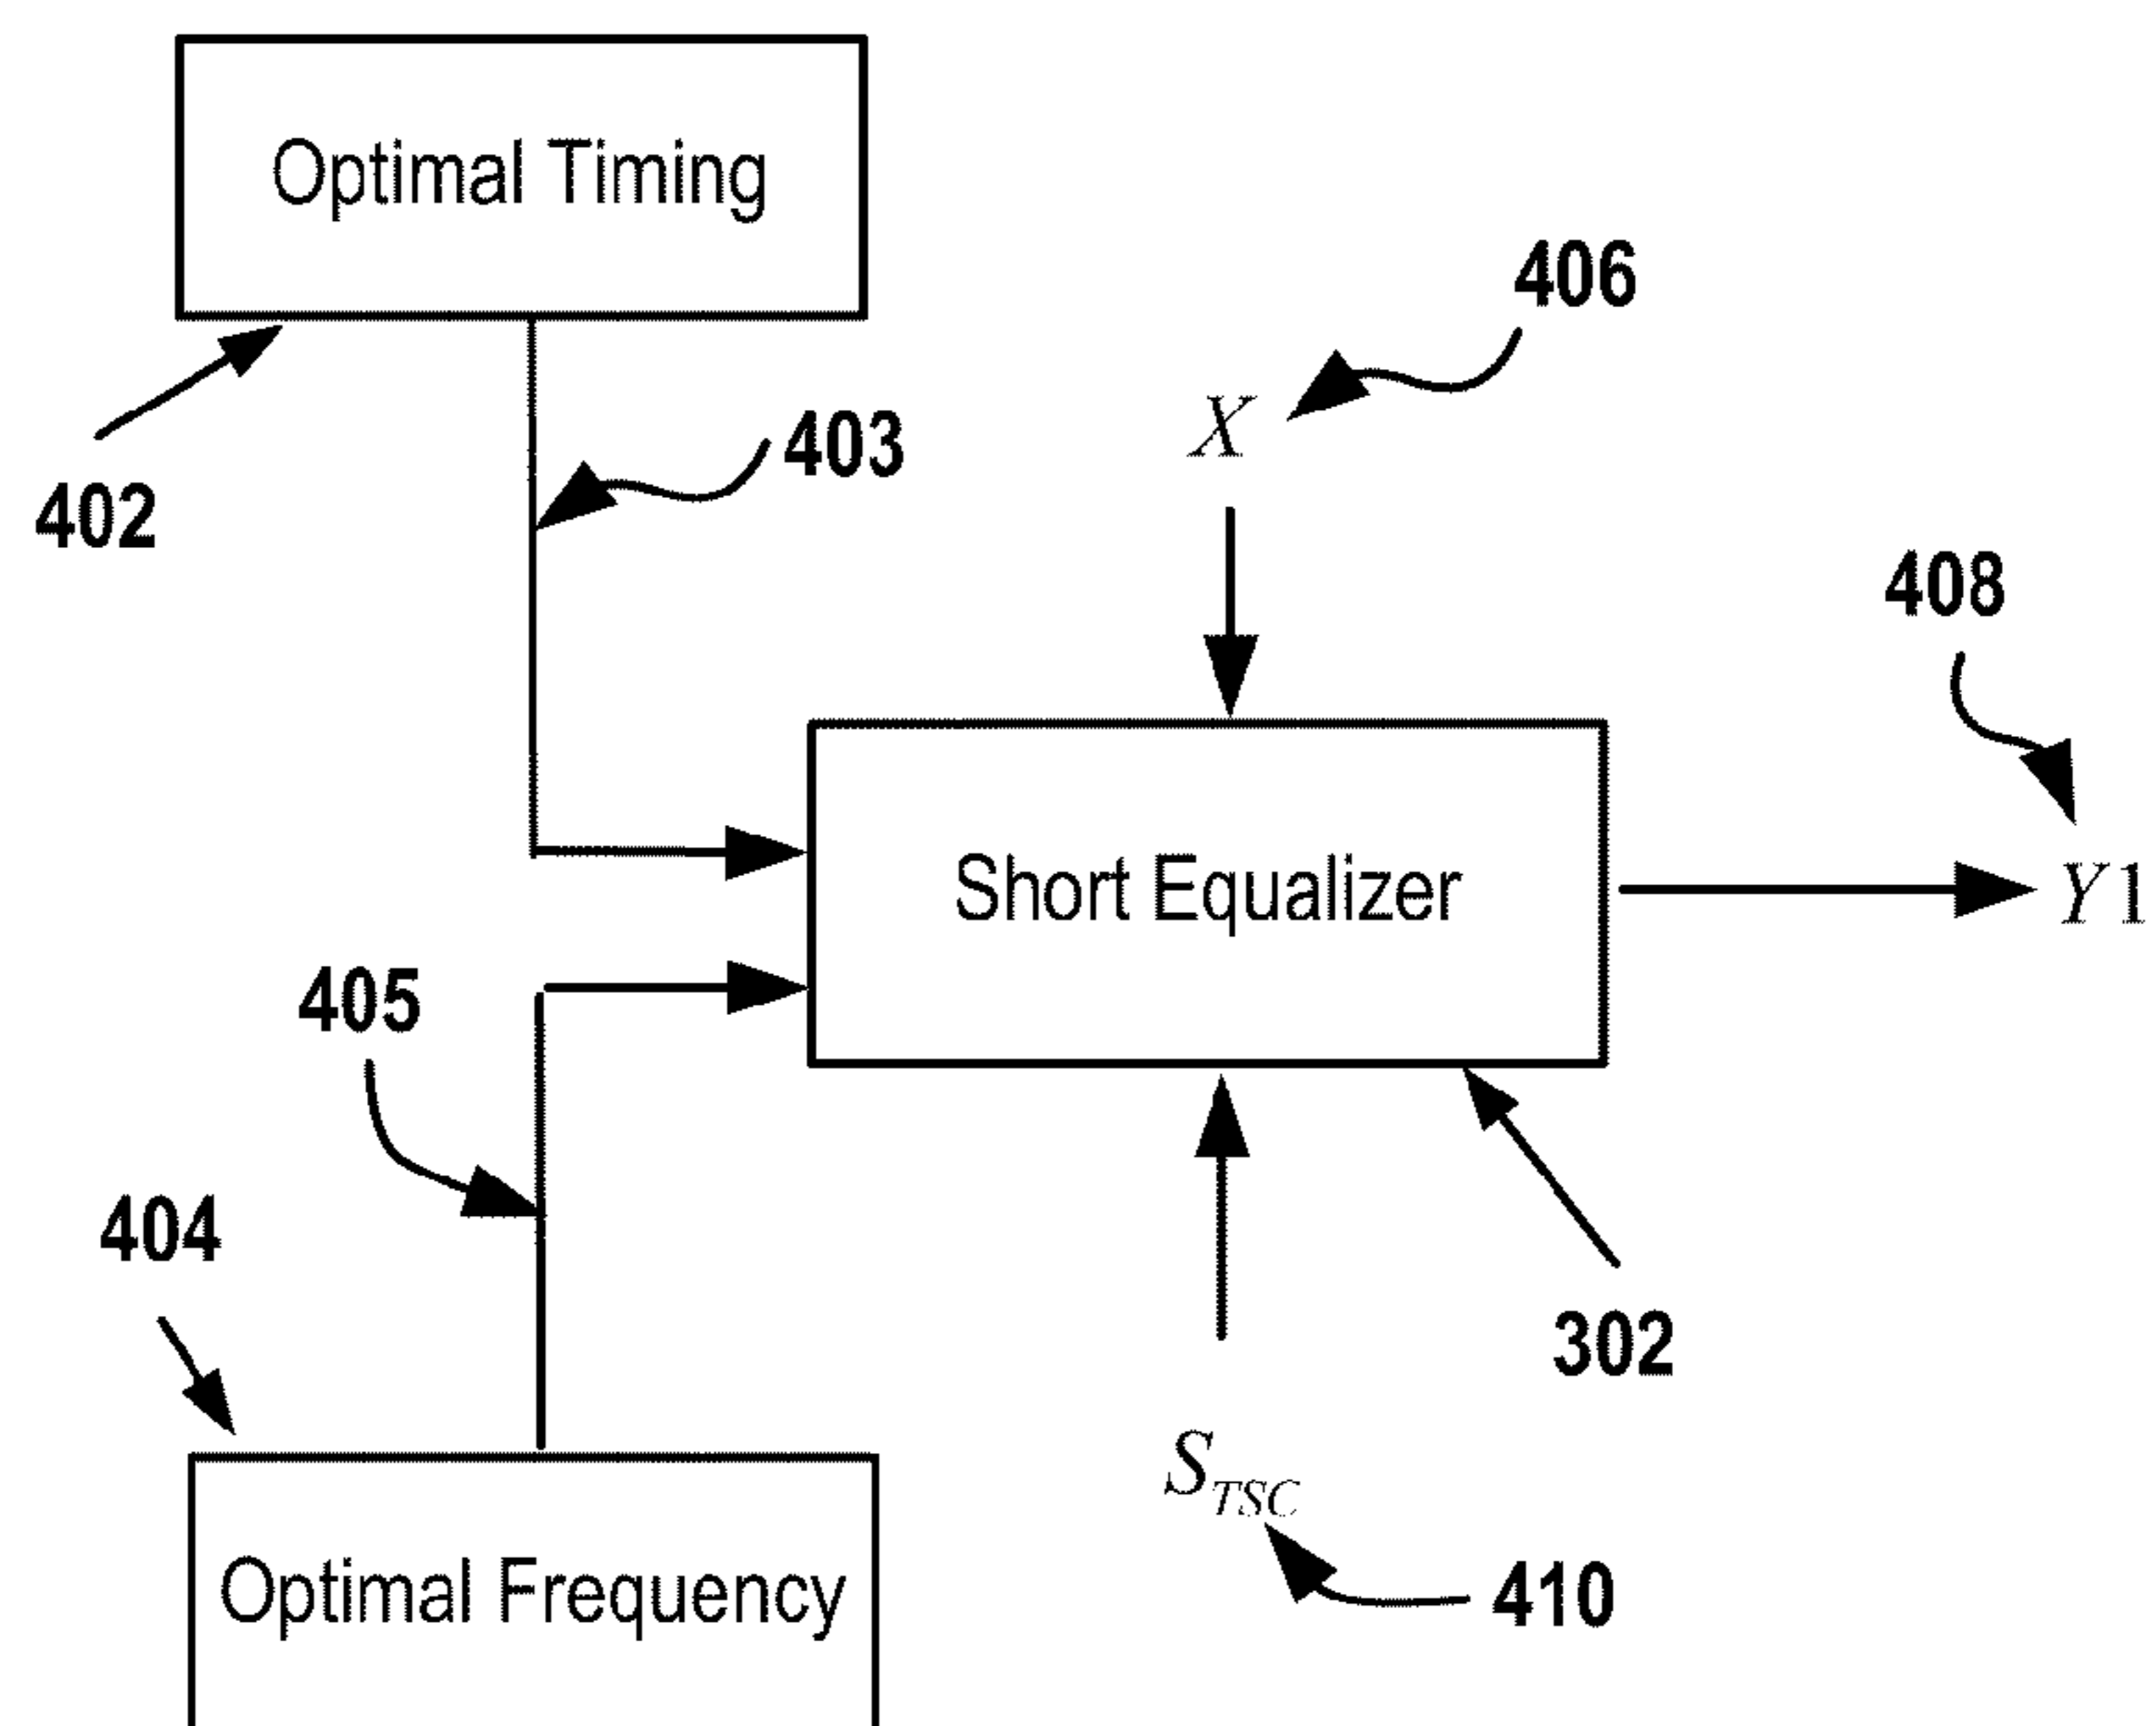 Optimal Timing
406
X
403
402
408
Short Equalizer
Y1
405
404
302
S_TSC
Optimal Frequency
410